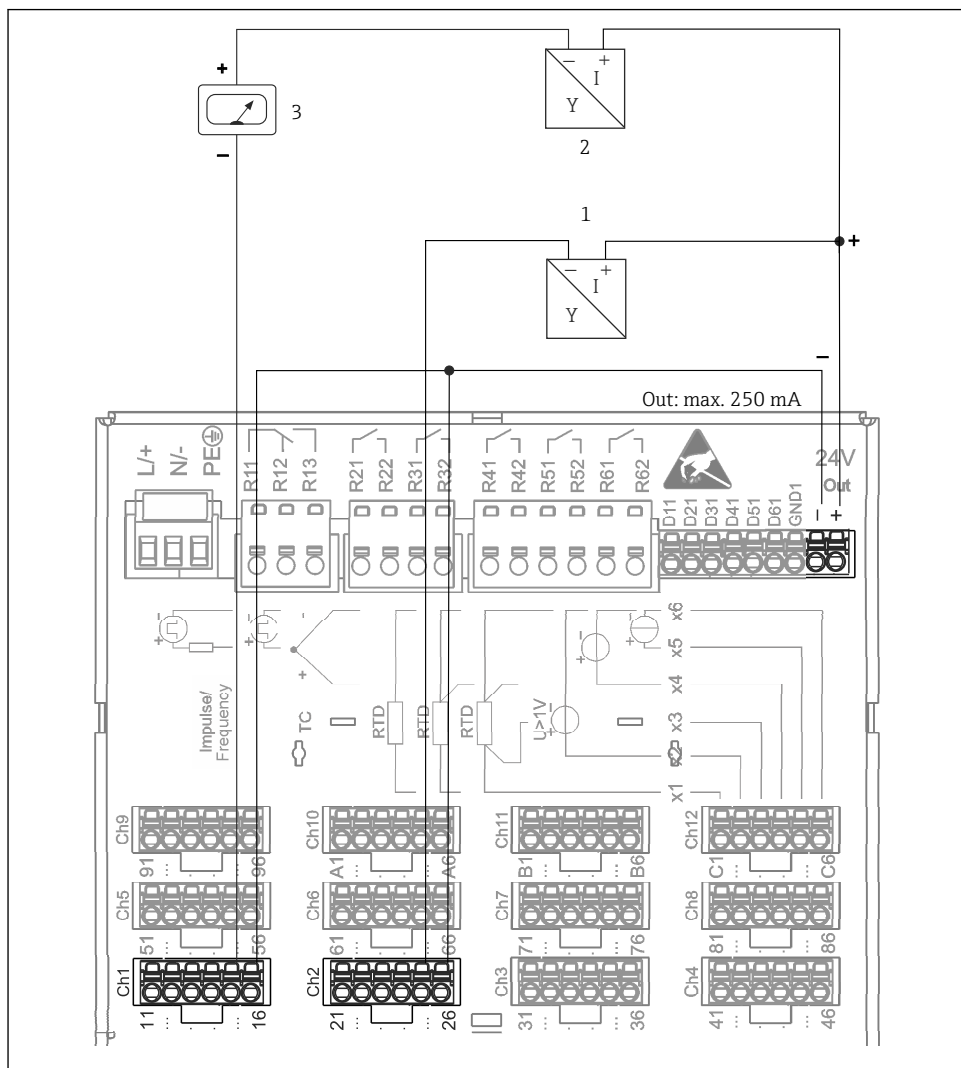 − +
I
Y
2
+
3
−
1
− +
I
Y
+
−
Out: max. 250 mA
L/+
N/-
PE
R11
R12
R13
R21
R22
R31
R32
R41
R42
R51
R52
R61
R62
24V
Out
D11
D21
D31
D41
D51
D61
GND1
−
+
Impulse/
Frequency
TC
RTD
RTD
RTD
U>1V
x6
x5
x4
x3
x1
Ch9
91 ... . . ... 96
Ch10
A1 ... . . ... A6
Ch11
B1 ... . . ... B6
Ch12
C1 ... . . ... C6
Ch5
51 ... . . ... 56
Ch6
61 ... . . ... 66
Ch7
71 ... . . ... 76
Ch8
81 ... . . ... 86
Ch1
11 ... . . ... 16
Ch2
21 ... . . ... 26
Ch3
31 ... . . ... 36
Ch4
41 ... . . ... 46